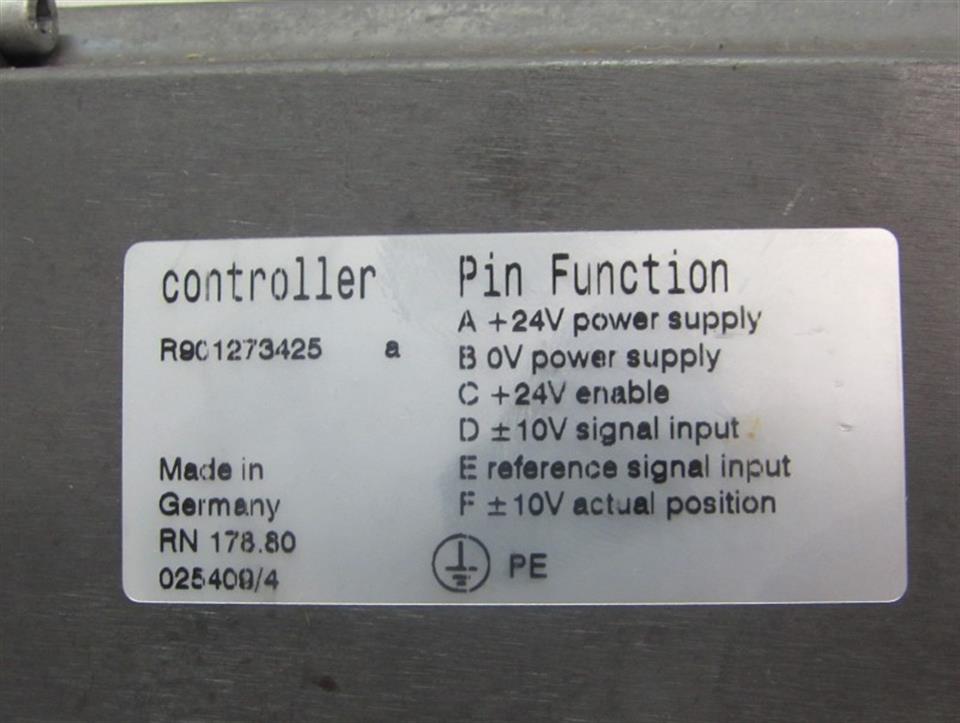 controller
R901273425 a
Made in
Germany
RN 178.80
025409/4
Pin Function
A +24V power supply
B 0V power supply
C +24V enable
D ±10V signal input
E reference signal input
F ±10V actual position
PE